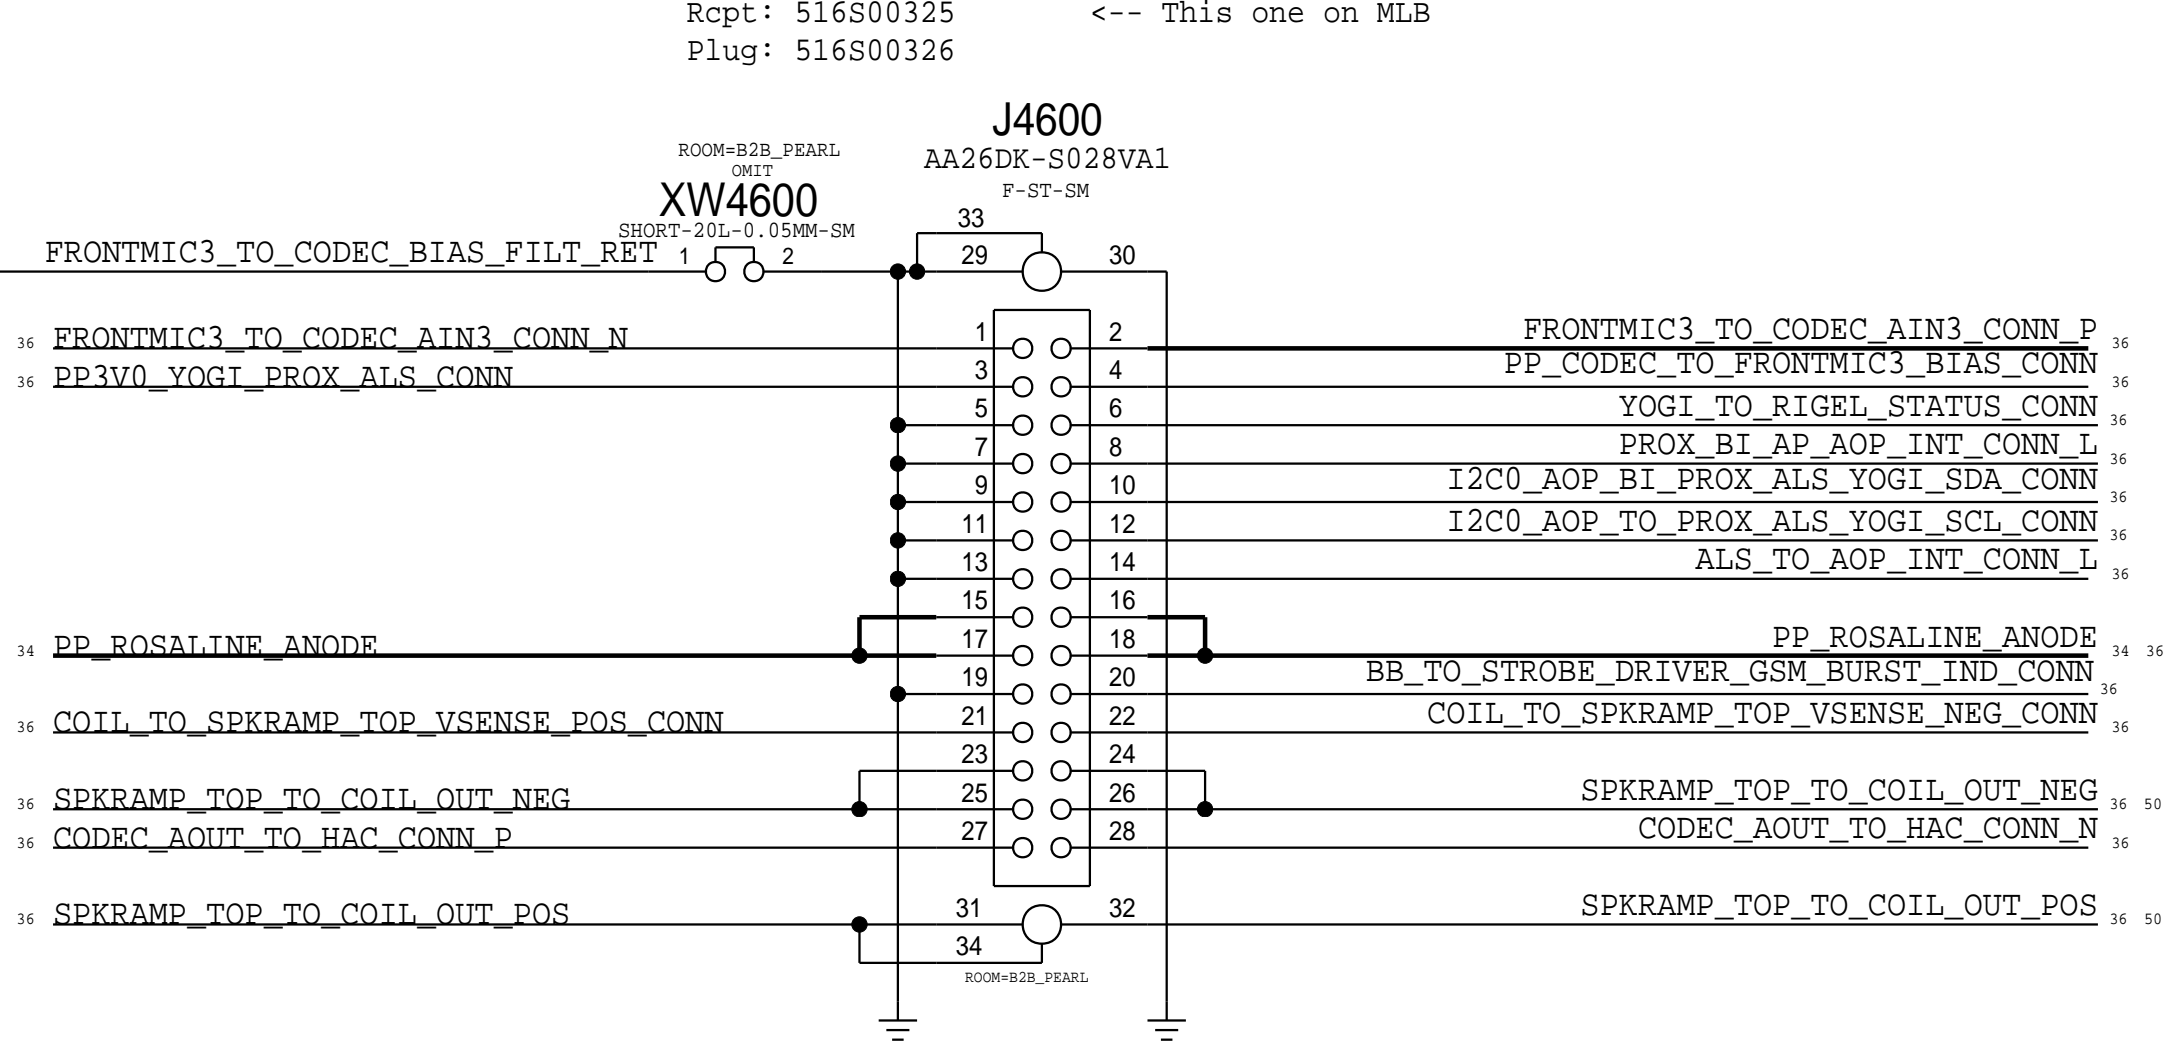 Rcpt: 516S00325 <-- This one on MLB
Plug: 516S00326
J4600
AA26DK-S028VA1
F-ST-SM
ROOM=B2B_PEARL
OMIT
XW4600
SHORT-20L-0.05MM-SM
33
FRONTMIC3_TO_CODEC_BIAS_FILT_RET 1 2 29 30
36 FRONTMIC3_TO_CODEC_AIN3_CONN_N 1 2 FRONTMIC3_TO_CODEC_AIN3_CONN_P 36
36 PP3V0_YOGI_PROX_ALS_CONN 3 4 PP_CODEC_TO_FRONTMIC3_BIAS_CONN 36
5 6 YOGI_TO_RIGEL_STATUS_CONN 36
7 8 PROX_BI_AP_AOP_INT_CONN_L 36
9 10 I2C0_AOP_BI_PROX_ALS_YOGI_SDA_CONN 36
11 12 I2C0_AOP_TO_PROX_ALS_YOGI_SCL_CONN 36
13 14 ALS_TO_AOP_INT_CONN_L 36
15 16
34 PP_ROSALINE_ANODE 17 18 PP_ROSALINE_ANODE 34 36
19 20 BB_TO_STROBE_DRIVER_GSM_BURST_IND_CONN 36
36 COIL_TO_SPKRAMP_TOP_VSENSE_POS_CONN 21 22 COIL_TO_SPKRAMP_TOP_VSENSE_NEG_CONN 36
23 24
36 SPKRAMP_TOP_TO_COIL_OUT_NEG 25 26 SPKRAMP_TOP_TO_COIL_OUT_NEG 36 50
36 CODEC_AOUT_TO_HAC_CONN_P 27 28 CODEC_AOUT_TO_HAC_CONN_N 36
36 SPKRAMP_TOP_TO_COIL_OUT_POS 31 32 SPKRAMP_TOP_TO_COIL_OUT_POS 36 50
34
ROOM=B2B_PEARL